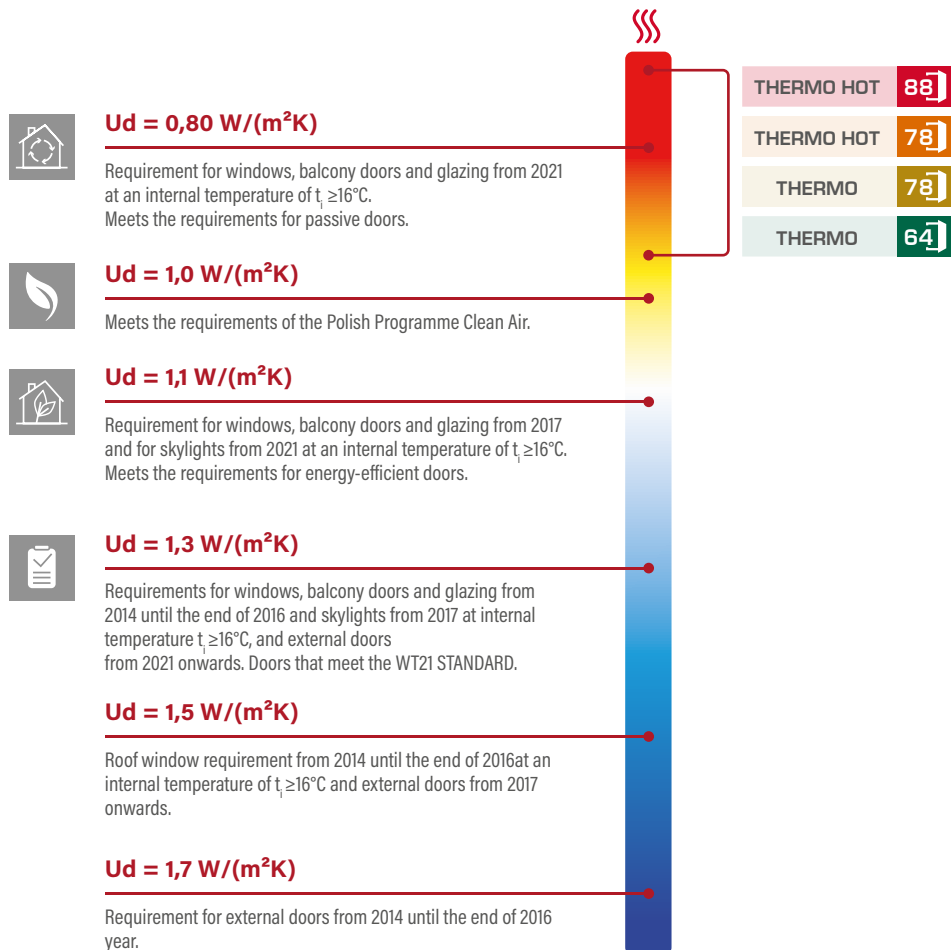 THERMO HOT 88
THERMO HOT 78
THERMO 78
THERMO 64
Ud = 0,80 W/(m²K)
Requirement for windows, balcony doors and glazing from 2021
at an internal temperature of tᵢ ≥16°C.
Meets the requirements for passive doors.
Ud = 1,0 W/(m²K)
Meets the requirements of the Polish Programme Clean Air.
Ud = 1,1 W/(m²K)
Requirement for windows, balcony doors and glazing from 2017
and for skylights from 2021 at an internal temperature of tᵢ ≥16°C.
Meets the requirements for energy-efficient doors.
Ud = 1,3 W/(m²K)
Requirements for windows, balcony doors and glazing from
2014 until the end of 2016 and skylights from 2017 at internal
temperature tᵢ ≥16°C, and external doors
from 2021 onwards. Doors that meet the WT21 STANDARD.
Ud = 1,5 W/(m²K)
Roof window requirement from 2014 until the end of 2016at an
internal temperature of tᵢ ≥16°C and external doors from 2017
onwards.
Ud = 1,7 W/(m²K)
Requirement for external doors from 2014 until the end of 2016
year.